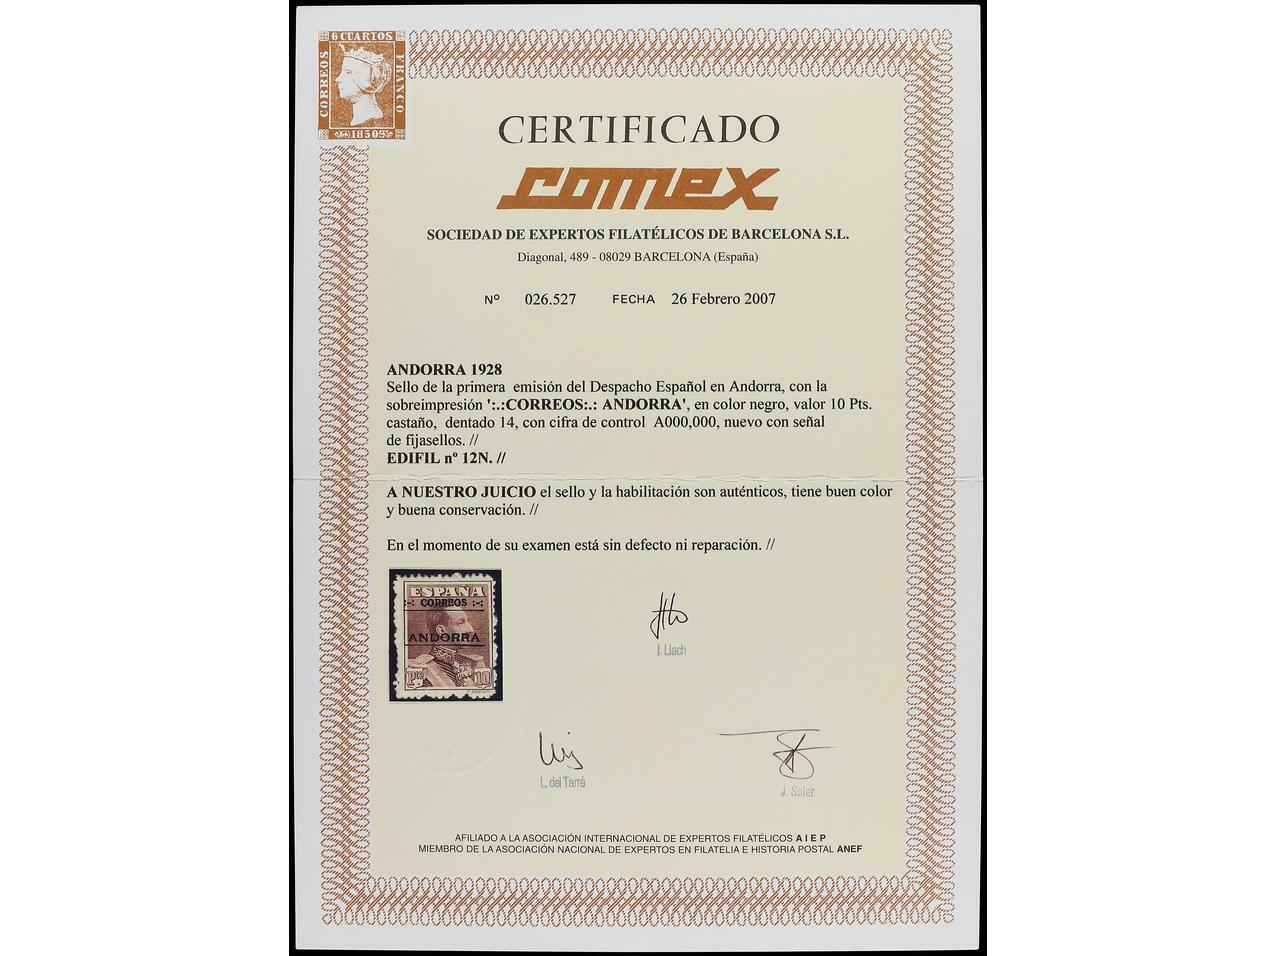 6 CUARTOS
CORREOS
FRANCO
1850
CERTIFICADO
comex
SOCIEDAD DE EXPERTOS FILATÉLICOS DE BARCELONA S.L.
Diagonal, 489 - 08029 BARCELONA (España)
Nº 026.527 FECHA 26 Febrero 2007
ANDORRA 1928
Sello de la primera emisión del Despacho Español en Andorra, con la
sobreimpresión ':.:CORREOS:.: ANDORRA', en color negro, valor 10 Pts.
castaño, dentado 14, con cifra de control A000,000, nuevo con señal
de fijasellos. //
EDIFIL nº 12N. //
A NUESTRO JUICIO el sello y la habilitación son auténticos, tiene buen color
y buena conservación. //
En el momento de su examen está sin defecto ni reparación. //
ESPAÑA
:-: CORREOS :-:
ANDORRA
Pts 10
J. Llach
L. del Tarré
J. Soler
AFILIADO A LA ASOCIACIÓN INTERNACIONAL DE EXPERTOS FILATÉLICOS A I E P
MIEMBRO DE LA ASOCIACIÓN NACIONAL DE EXPERTOS EN FILATELIA E HISTORIA POSTAL ANEF